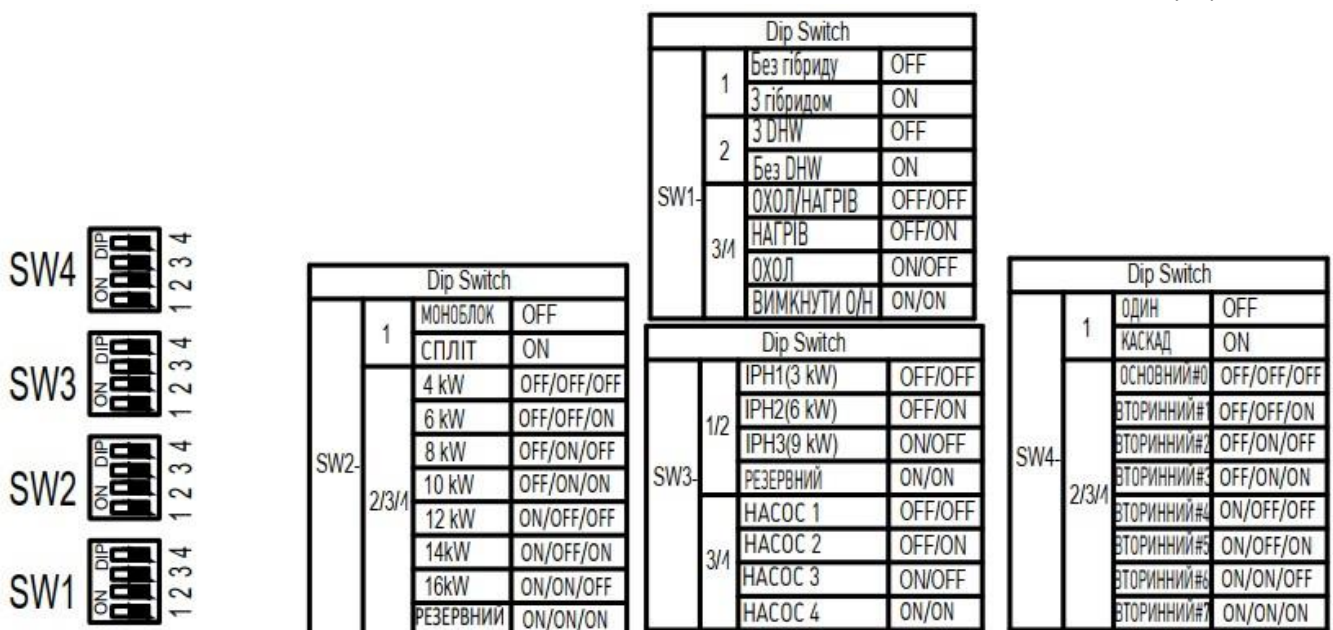 SW4 ON DIP 1 2 3 4
SW3 ON DIP 1 2 3 4
SW2 ON DIP 1 2 3 4
SW1 ON DIP 1 2 3 4
Dip Switch
SW2- 1 МОНОБЛОК OFF
СПЛІТ ON
2/3/4 4 kW OFF/OFF/OFF
6 kW OFF/OFF/ON
8 kW OFF/ON/OFF
10 kW OFF/ON/ON
12 kW ON/OFF/OFF
14kW ON/OFF/ON
16kW ON/ON/OFF
РЕЗЕРВНИЙ ON/ON/ON
Dip Switch
SW1- 1 Без гібриду OFF
З гібридом ON
2 З DHW OFF
Без DHW ON
3/4 ОХОЛ/НАГРІВ OFF/OFF
НАГРІВ OFF/ON
ОХОЛ ON/OFF
ВИМКНУТИ О/Н ON/ON
Dip Switch
SW3- 1/2 IPH1(3 kW) OFF/OFF
IPH2(6 kW) OFF/ON
IPH3(9 kW) ON/OFF
РЕЗЕРВНИЙ ON/ON
3/4 НАСОС 1 OFF/OFF
НАСОС 2 OFF/ON
НАСОС 3 ON/OFF
НАСОС 4 ON/ON
Dip Switch
SW4- 1 ОДИН OFF
КАСКАД ON
2/3/4 ОСНОВНИЙ#0 OFF/OFF/OFF
ВТОРИННИЙ#1 OFF/OFF/ON
ВТОРИННИЙ#2 OFF/ON/OFF
ВТОРИННИЙ#3 OFF/ON/ON
ВТОРИННИЙ#4 ON/OFF/OFF
ВТОРИННИЙ#5 ON/OFF/ON
ВТОРИННИЙ#6 ON/ON/OFF
ВТОРИННИЙ#7 ON/ON/ON